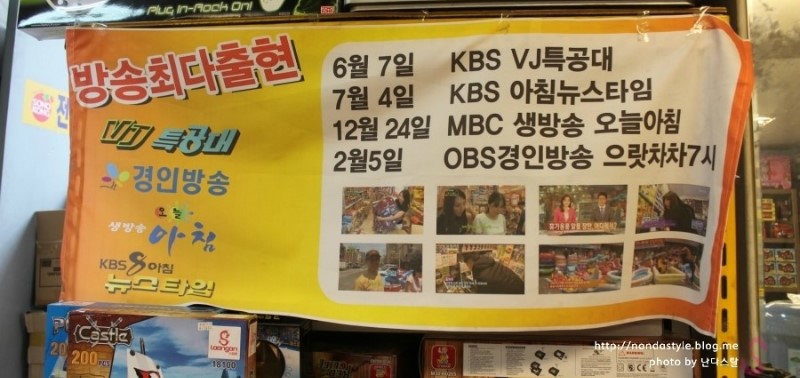 Plug in-Rock On!
방송최다출현
6월 7일 KBS VJ특공대
7월 4일 KBS 아침뉴스타임
12월 24일 MBC 생방송 오늘아침
2월5일 OBS경인방송 으랏차차7시
VJ 특공대
경인방송
생방송 오늘 아침
KBS 8 아침
뉴스타임
Castle
200 PCS
Loongon
18100
http://nondastyle.blog.me
photo by 난다스탈